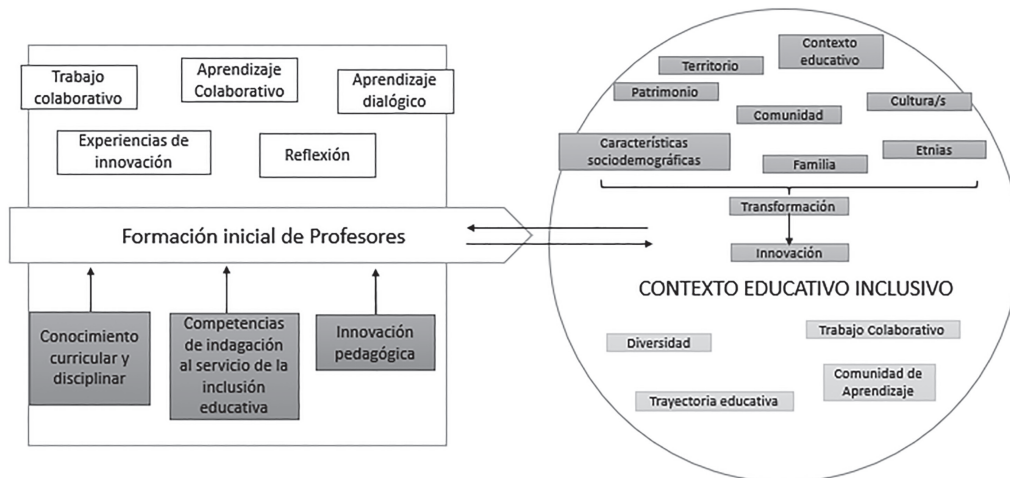 Trabajo
colaborativo
Aprendizaje
Colaborativo
Aprendizaje
dialógico
Experiencias de
innovación
Reflexión
Formación inicial de Profesores
Conocimiento
curricular y
disciplinar
Competencias
de indagación
al servicio de la
inclusión
educativa
Innovación
pedagógica
Contexto
educativo
Territorio
Patrimonio
Comunidad
Cultura/s
Características
sociodemográficas
Familia
Etnias
Transformación
Innovación
CONTEXTO EDUCATIVO INCLUSIVO
Diversidad
Trabajo Colaborativo
Trayectoria educativa
Comunidad de
Aprendizaje